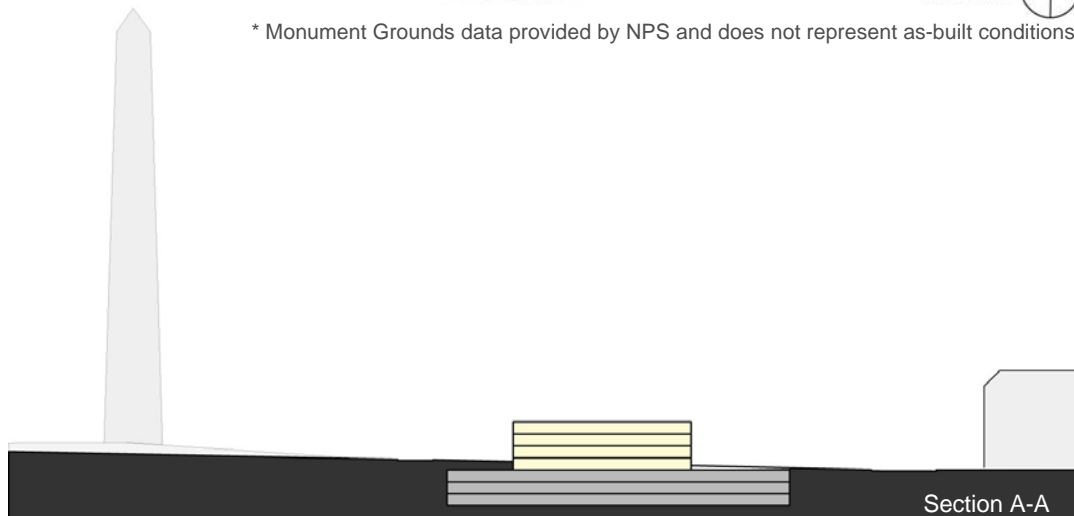 * Monument Grounds data provided by NPS and does not represent as-built conditions
Section A-A